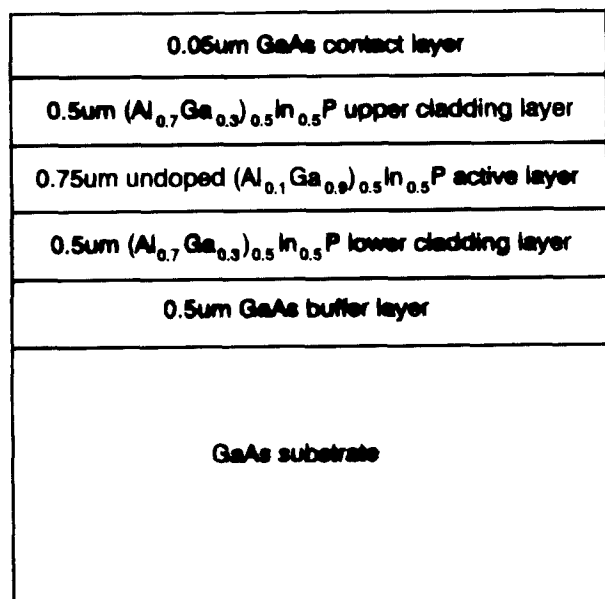 0.05um GaAs contact layer
0.5um (Al₀.₇Ga₀.₃)₀.₅In₀.₅P upper cladding layer
0.75um undoped (Al₀.₁Ga₀.₉)₀.₅In₀.₅P active layer
0.5um (Al₀.₇Ga₀.₃)₀.₅In₀.₅P lower cladding layer
0.5um GaAs buffer layer
GaAs substrate